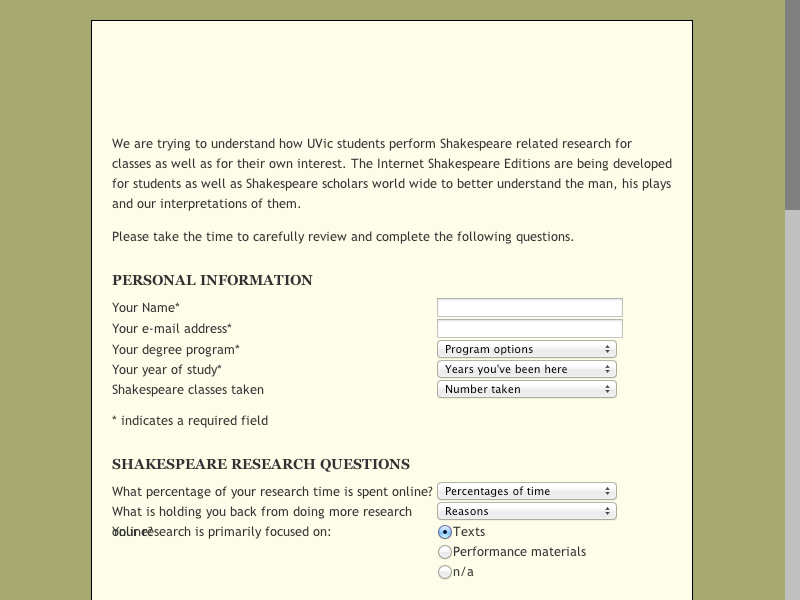 We are trying to understand how UVic students perform Shakespeare related research for
classes as well as for their own interest. The Internet Shakespeare Editions are being developed
for students as well as Shakespeare scholars world wide to better understand the man, his plays
and our interpretations of them.
Please take the time to carefully review and complete the following questions.
PERSONAL INFORMATION
Your Name*
Your e-mail address*
Your degree program* Program options
Your year of study* Years you've been here
Shakespeare classes taken Number taken
* indicates a required field
SHAKESPEARE RESEARCH QUESTIONS
What percentage of your research time is spent online? Percentages of time
What is holding you back from doing more research Reasons
online?
Your research is primarily focused on: Texts
Performance materials
n/a